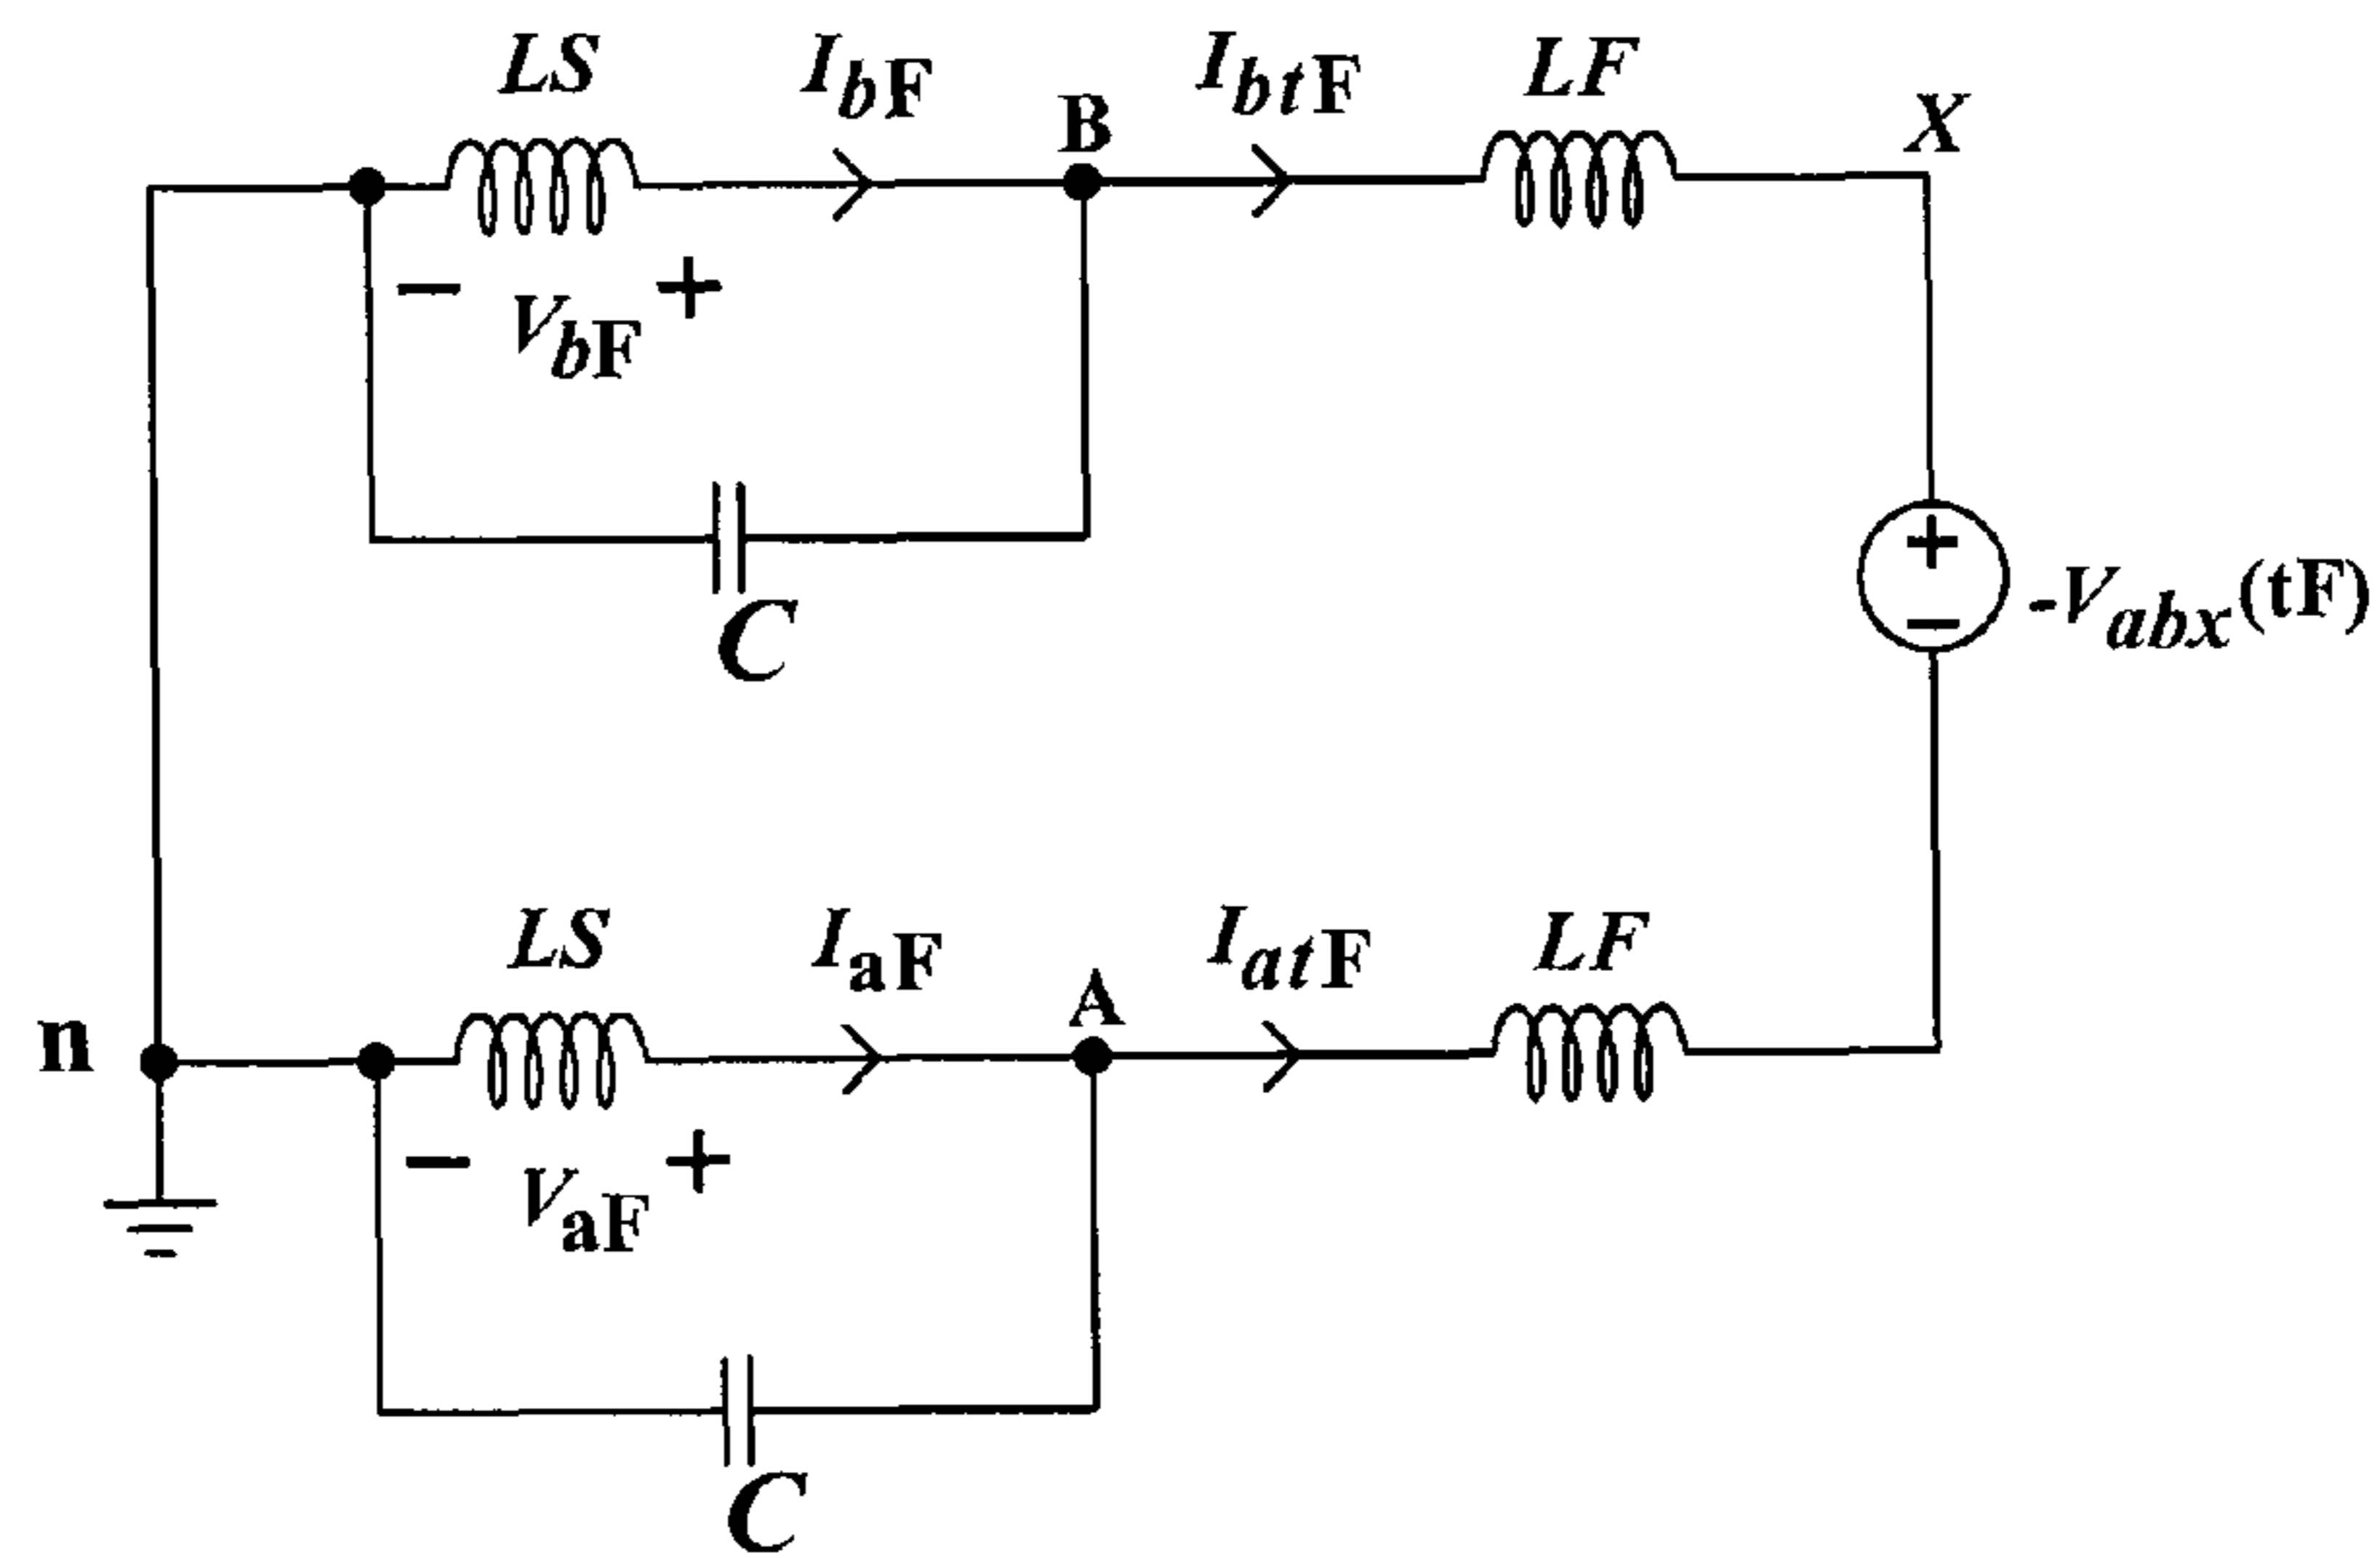 LS I_bF B I_btF LF X
− V_bF +
C
+
− -V_abx(tF)
LS I_aF A I_atF LF
n
− V_aF +
C